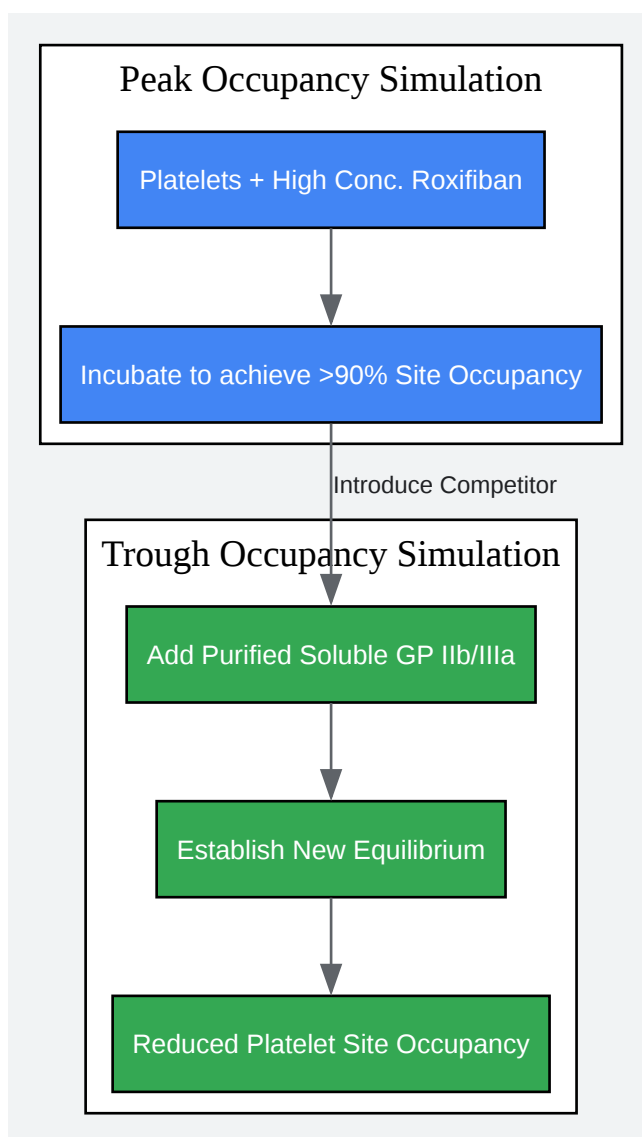 Peak Occupancy Simulation
Platelets + High Conc. Roxifiban
Incubate to achieve >90% Site Occupancy
Introduce Competitor
Trough Occupancy Simulation
Add Purified Soluble GP IIb/IIIa
Establish New Equilibrium
Reduced Platelet Site Occupancy